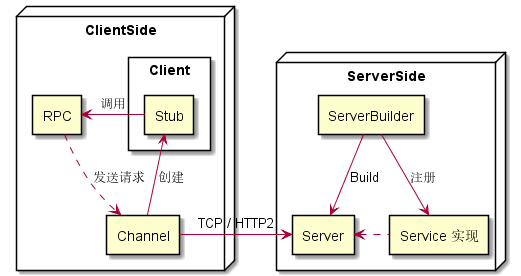 ClientSide
Client
RPC
调用
Stub
发送请求
创建
Channel
TCP / HTTP2
ServerSide
ServerBuilder
Build
注册
Server
Service 实现